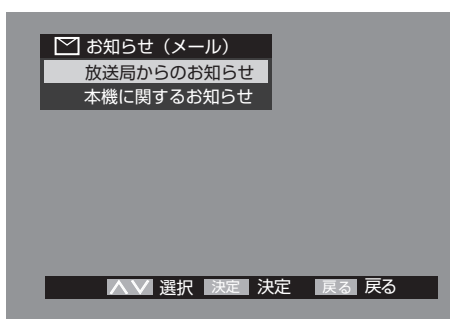 お知らせ（メール）
放送局からのお知らせ
本機に関するお知らせ
選択 決定 決定 戻る 戻る